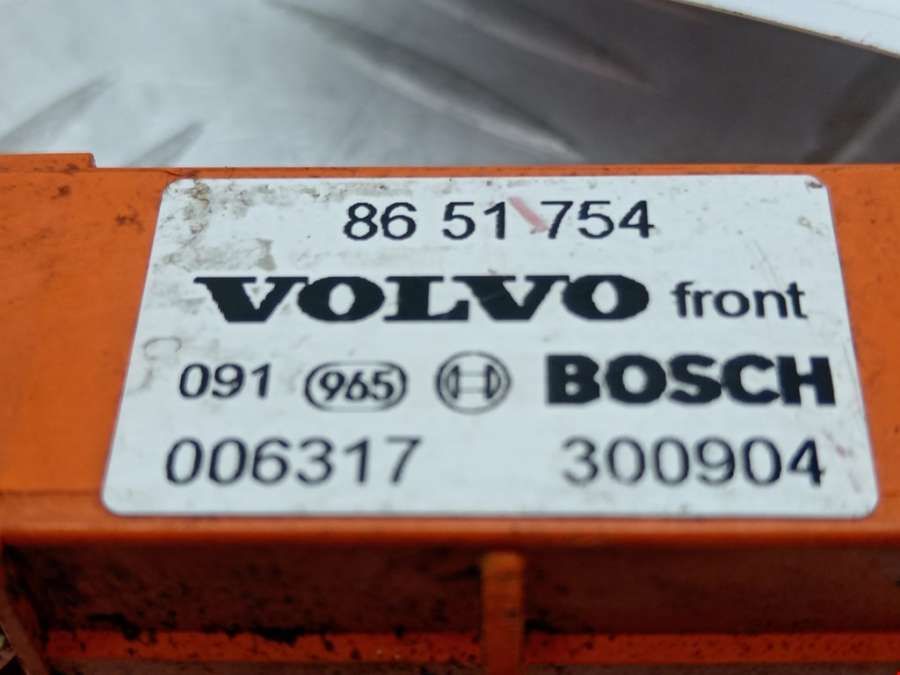 86 51 754
VOLVO front
091 965 BOSCH
006317 300904